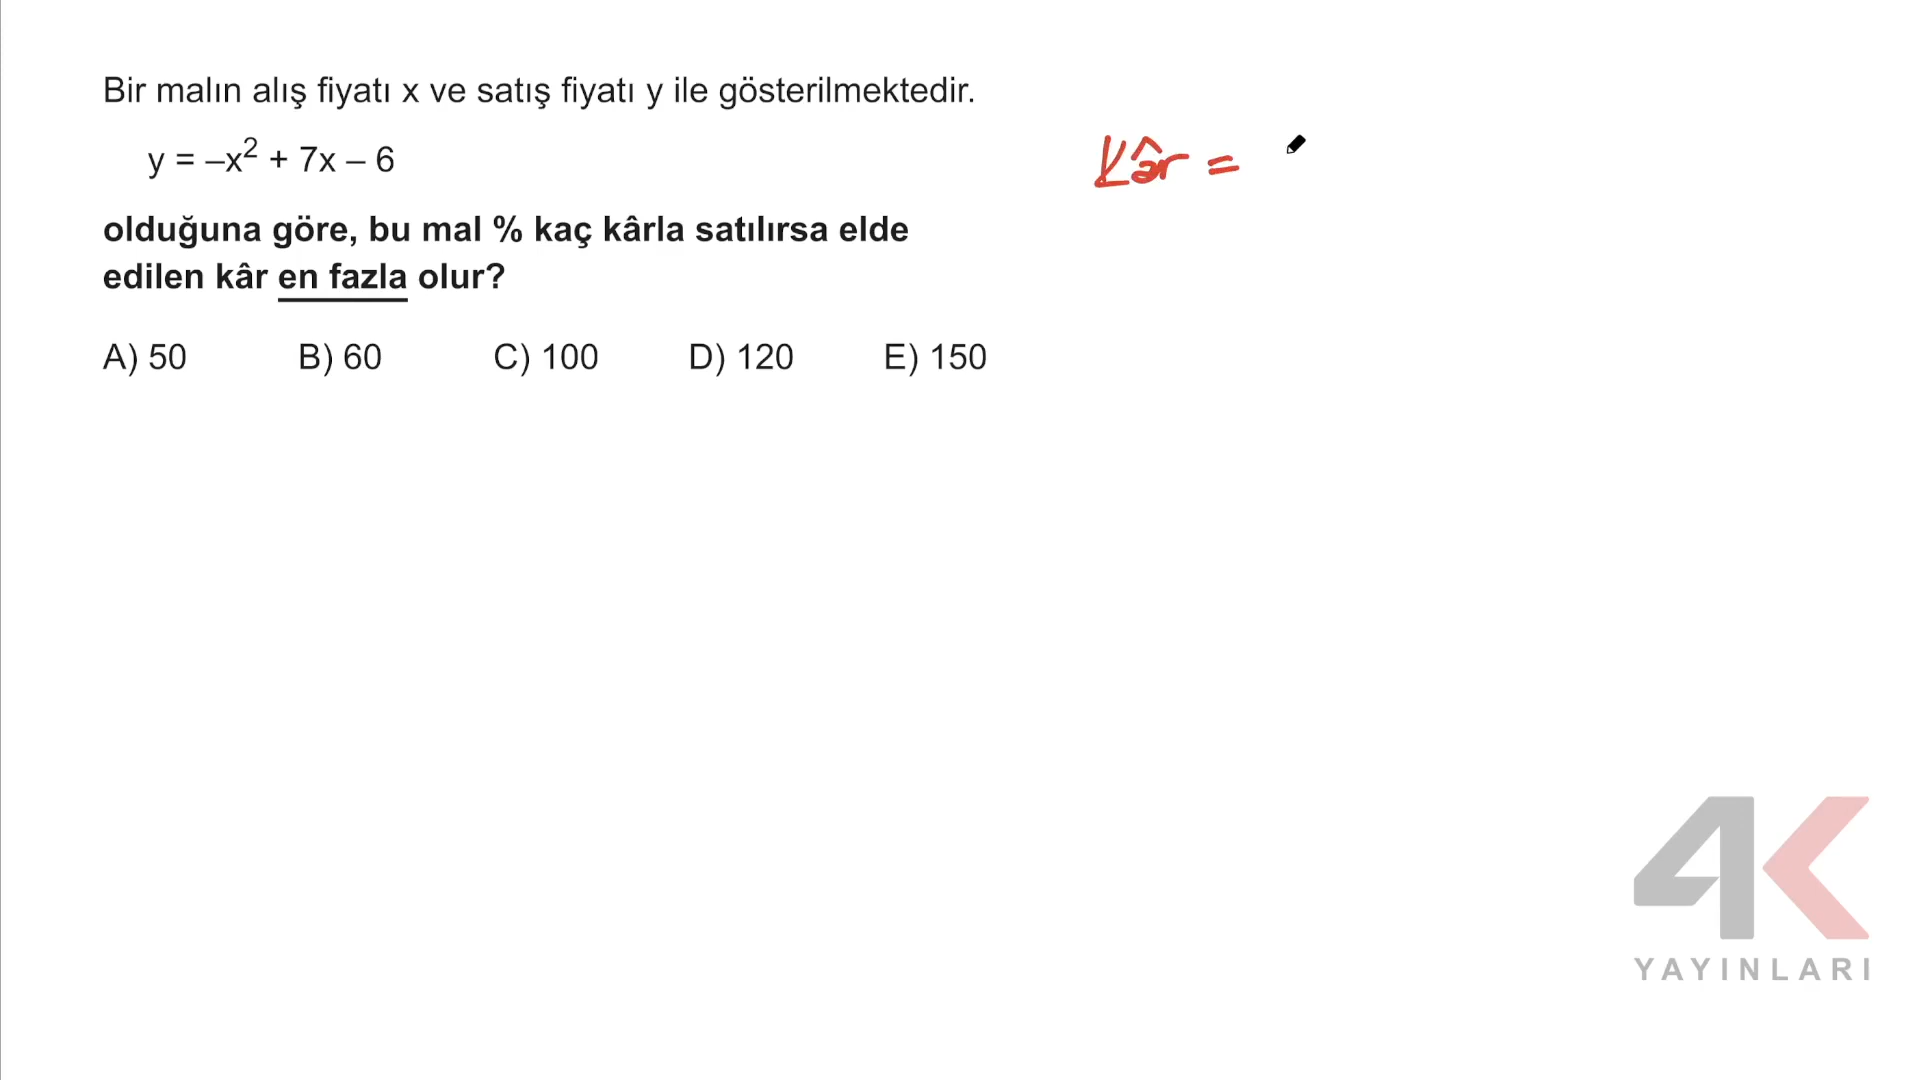 Bir malın alış fiyatı x ve satış fiyatı y ile gösterilmektedir.
y = –x² + 7x – 6
olduğuna göre, bu mal % kaç kârla satılırsa elde
edilen kâr en fazla olur?
A) 50 B) 60 C) 100 D) 120 E) 150
Kâr =
4K
YAYINLARI